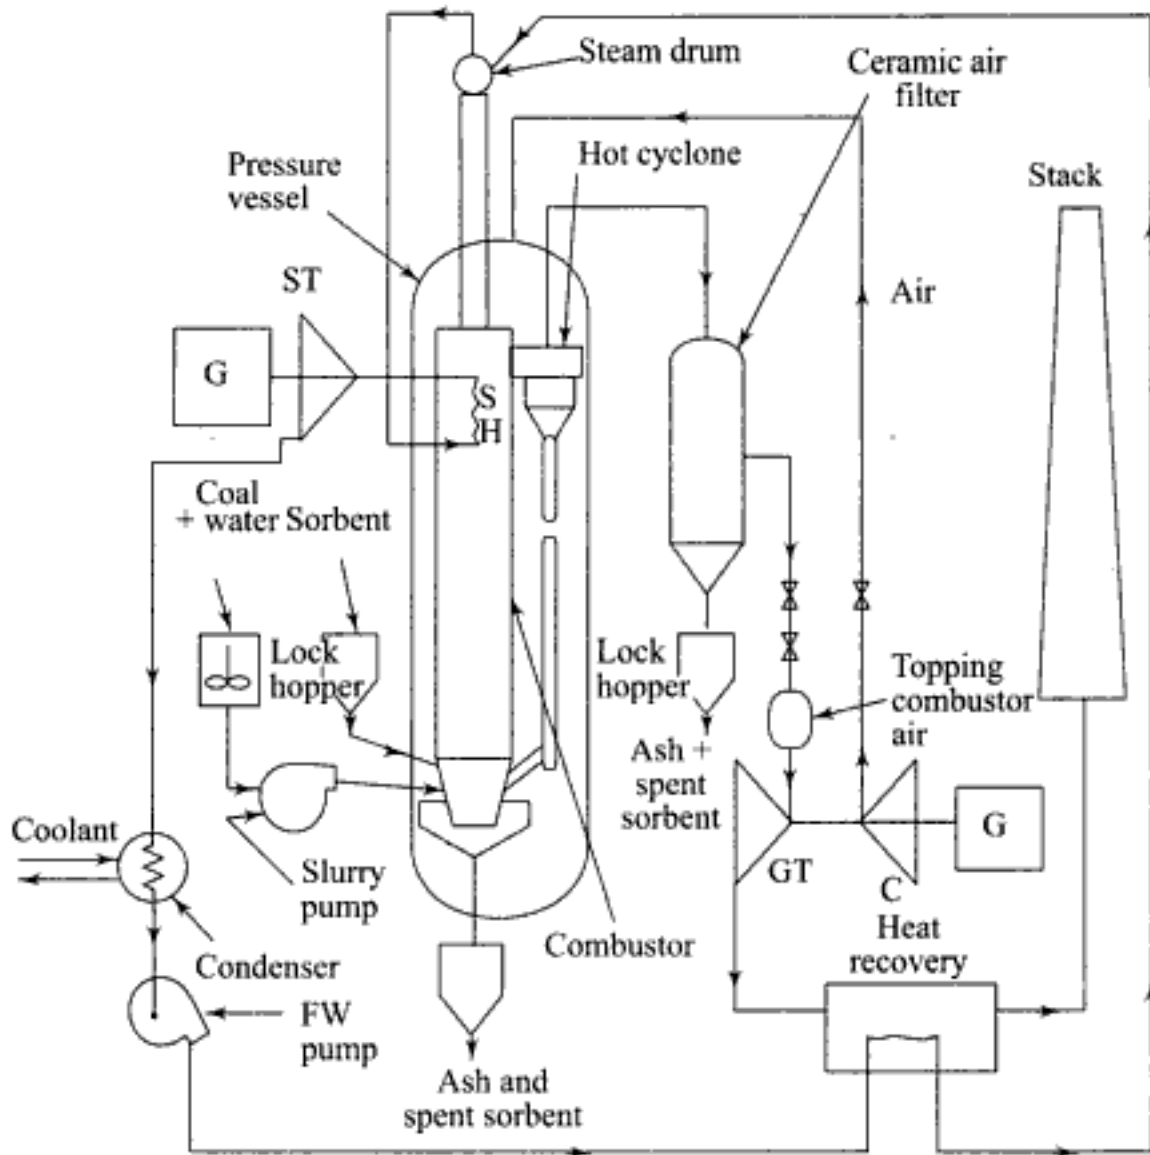 Steam drum
Ceramic air
filter
Hot cyclone
Pressure
vessel
Stack
ST
Air
G
S
H
Coal
+ water Sorbent
Lock
hopper
Lock
hopper
Topping
combustor
air
Ash +
spent
sorbent
Coolant
G
GT
C
Slurry
pump
Heat
recovery
Combustor
Condenser
FW
pump
Ash and
spent sorbent